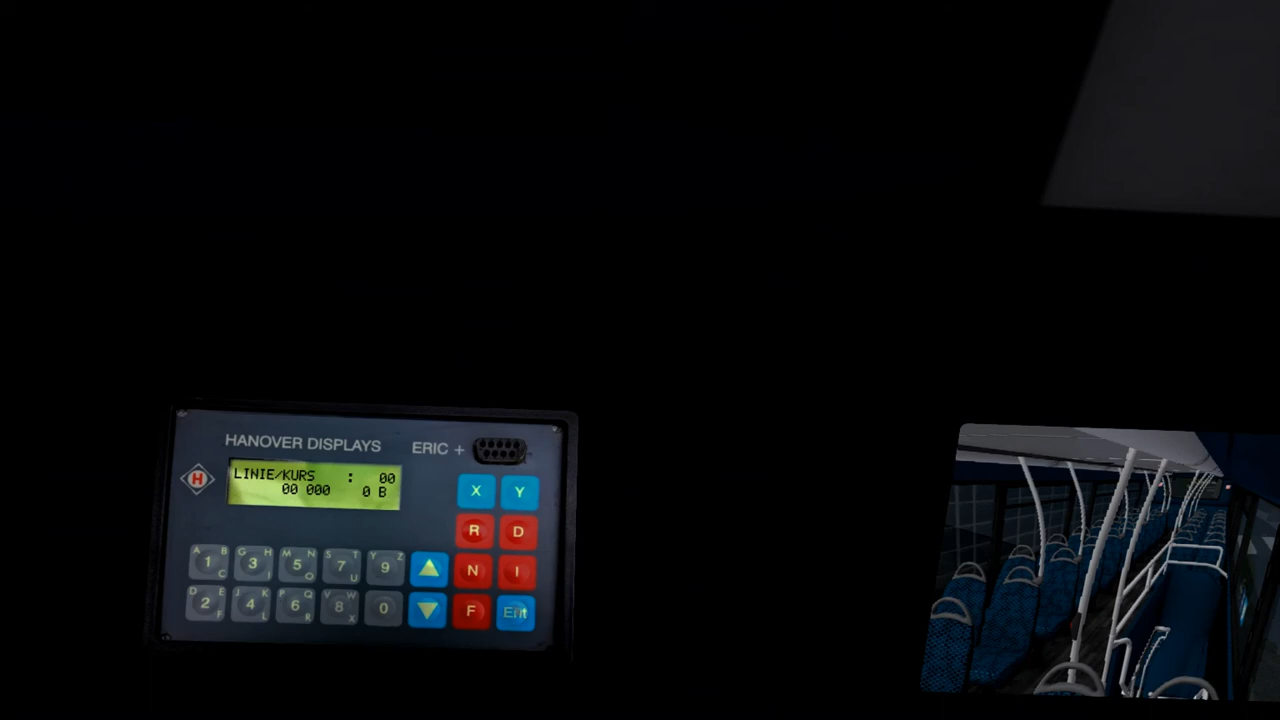 HANOVER DISPLAYS ERIC +
H
LINIE/KURS : 00
00 000 0 B
X Y
R D
A B 1 C G H 3 I M N 5 O S T 7 U Y Z 9 N I
D E 2 F J K 4 L P Q 6 R V W 8 X 0 F Ent